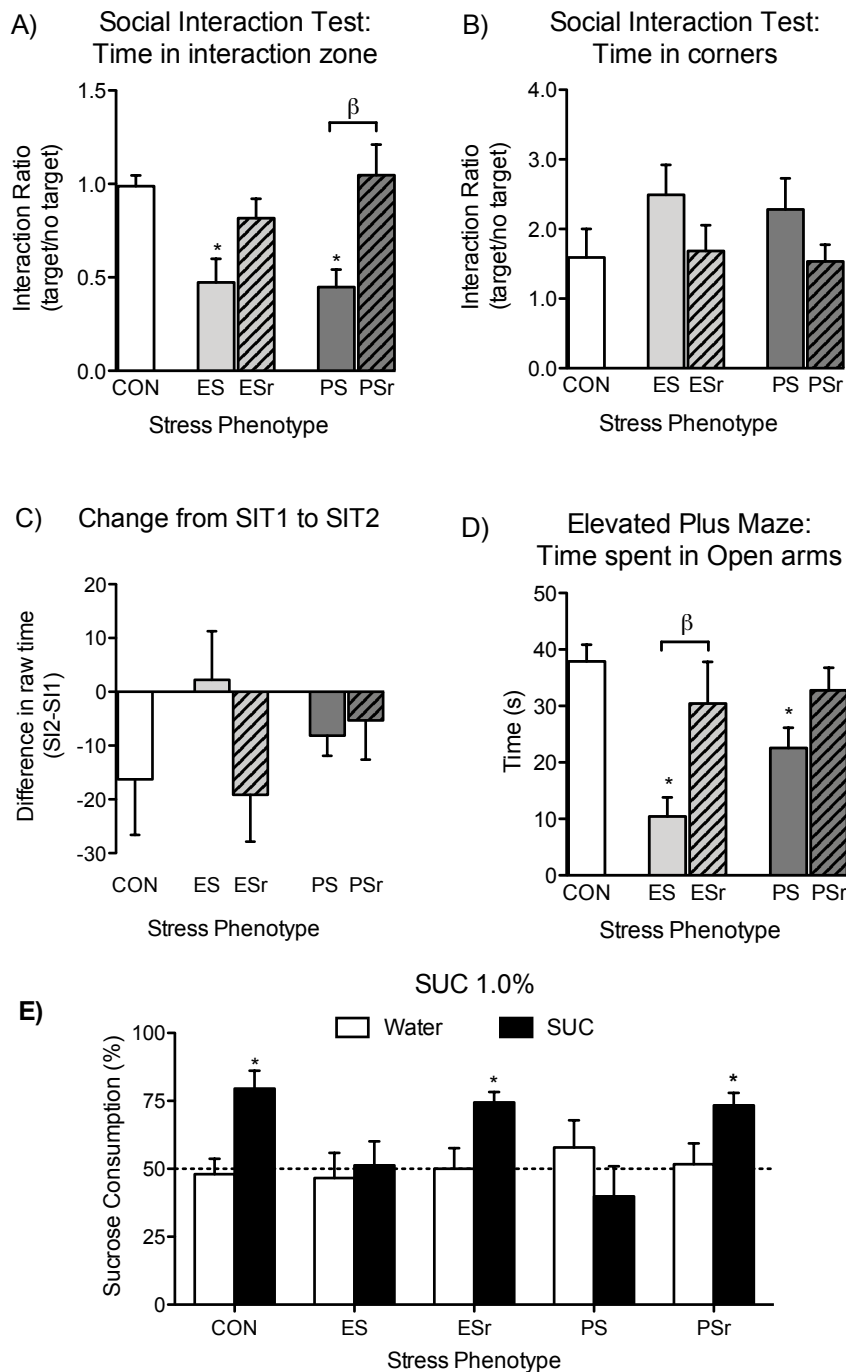 A) Social Interaction Test:
Time in interaction zone
Interaction Ratio
(target/no target)
1.5
1.0
0.5
0.0
*
*
β
CON ES ESr PS PSr
Stress Phenotype
B) Social Interaction Test:
Time in corners
Interaction Ratio
(target/no target)
4.0
3.0
2.0
1.0
0.0
CON ES ESr PS PSr
Stress Phenotype
C) Change from SIT1 to SIT2
Difference in raw time
(SI2-SI1)
20
10
0
-10
-20
-30
CON ES ESr PS PSr
Stress Phenotype
D) Elevated Plus Maze:
Time spent in Open arms
Time (s)
50
40
30
20
10
0
β
*
*
CON ES ESr PS PSr
Stress Phenotype
E) SUC 1.0%
Water SUC
Sucrose Consumption (%)
100
75
50
25
0
* * *
CON ES ESr PS PSr
Stress Phenotype